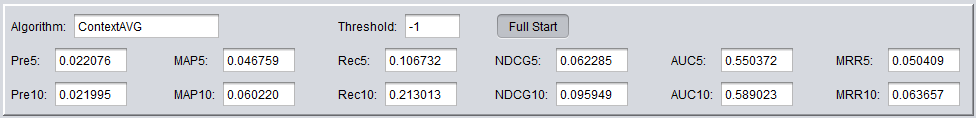 Algorithm: ContextAVG Threshold: -1 Full Start
Pre5: 0.022076 MAP5: 0.046759 Rec5: 0.106732 NDCG5: 0.062285 AUC5: 0.550372 MRR5: 0.050409
Pre10: 0.021995 MAP10: 0.060220 Rec10: 0.213013 NDCG10: 0.095949 AUC10: 0.589023 MRR10: 0.063657